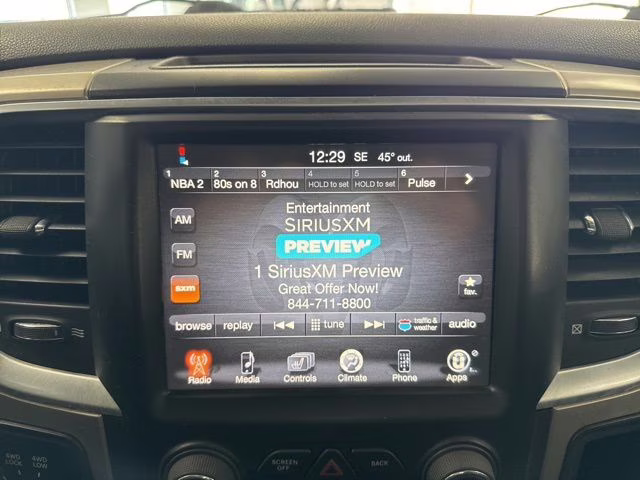 12:29 SE 45° out.
1 2 3 4 5 6
NBA 2 80s on 8 Rdhou HOLD to set HOLD to set Pulse
AM
Entertainment
SIRIUSXM
PREVIEW
FM
1 SiriusXM Preview
sxm
Great Offer Now!
fav.
844-711-8800
browse replay tune traffic & weather audio
Radio Media Controls Climate Phone Apps
4WD LOCK 4WD LOW
SCREEN OFF BACK